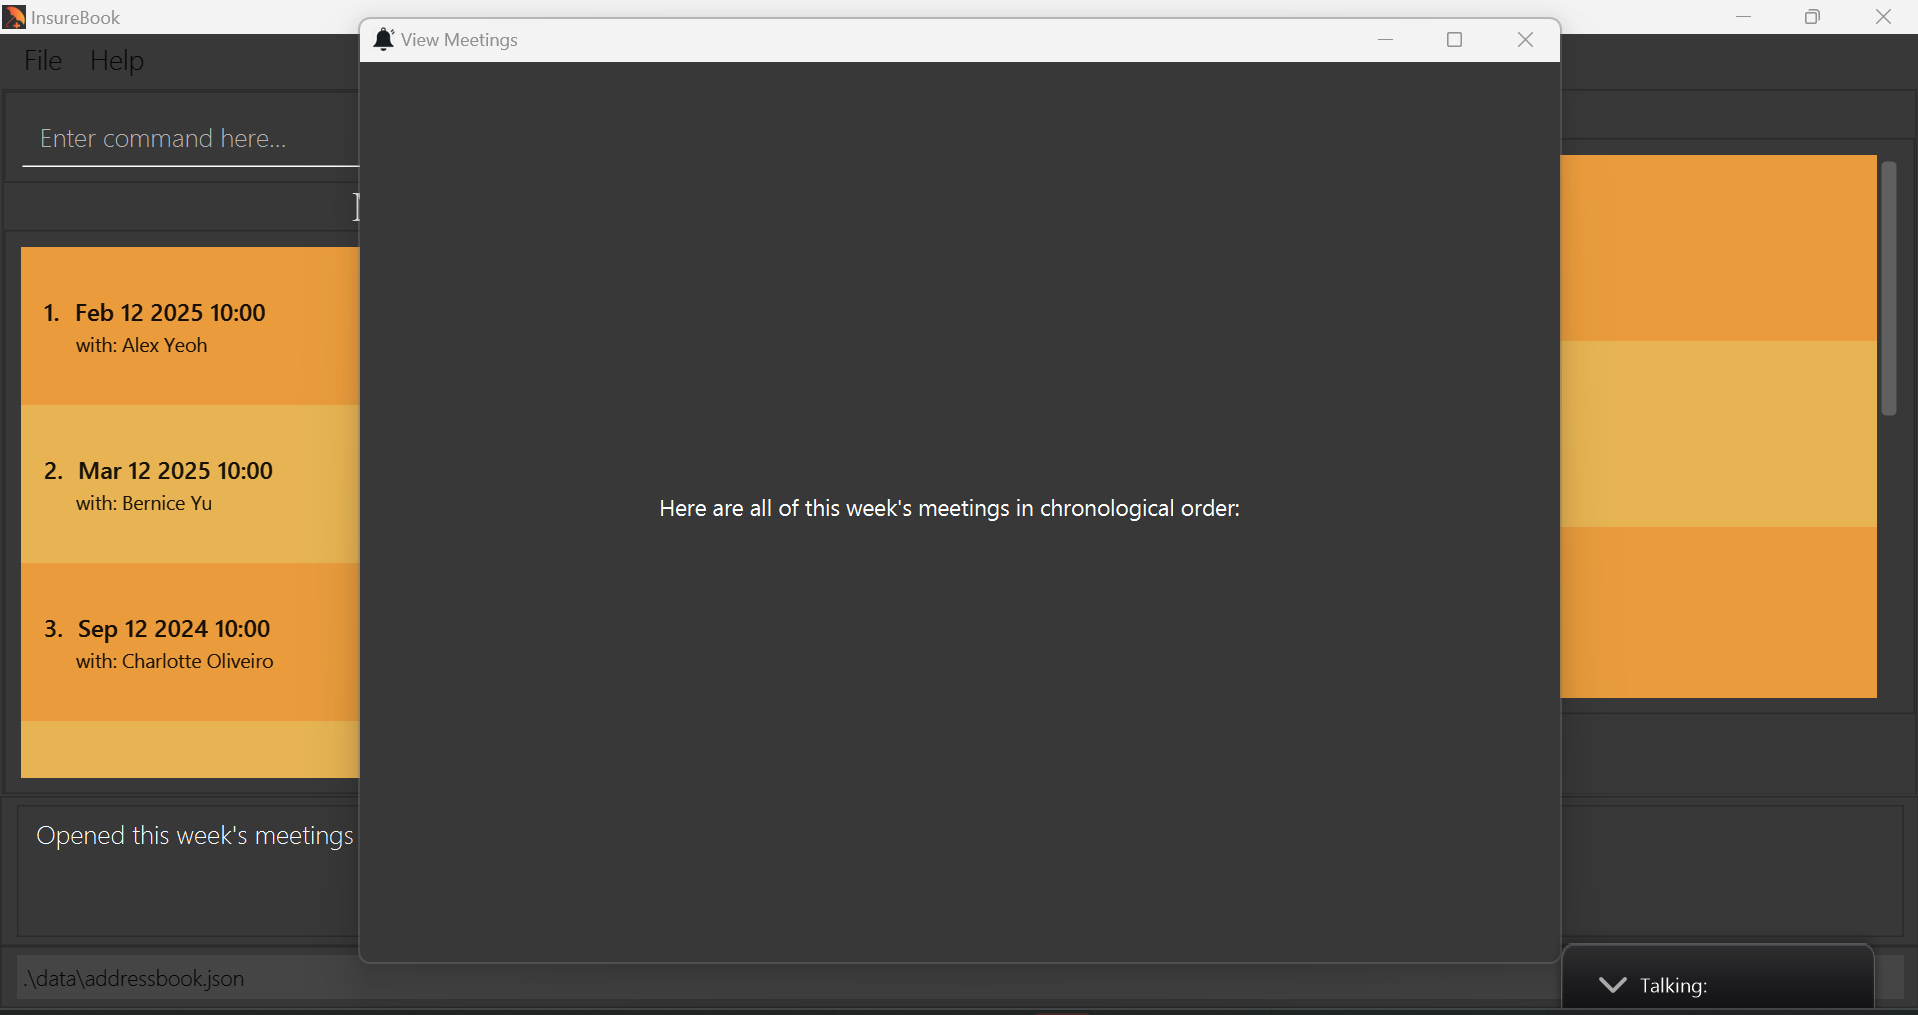 InsureBook
File Help
Enter command here...
1. Feb 12 2025 10:00
with: Alex Yeoh
2. Mar 12 2025 10:00
with: Bernice Yu
3. Sep 12 2024 10:00
with: Charlotte Oliveiro
Opened this week's meetings
.\data\addressbook.json
View Meetings
Here are all of this week's meetings in chronological order:
Talking: